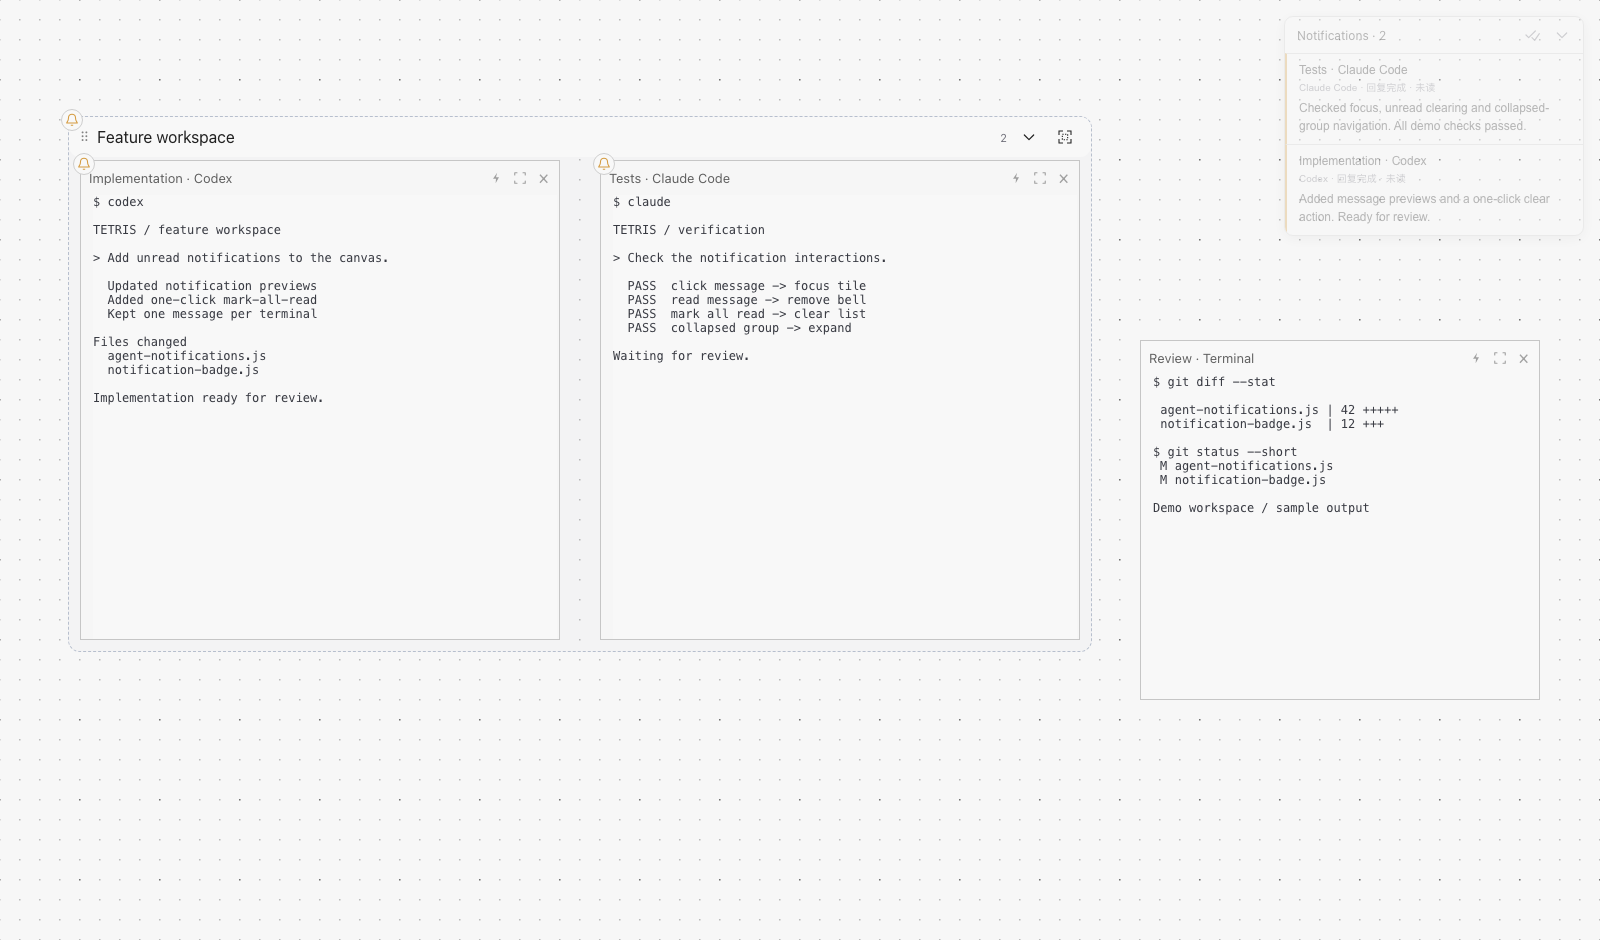 Notifications · 2
Tests · Claude Code
Claude Code · 回复完成 · 未读
Checked focus, unread clearing and collapsed-
group navigation. All demo checks passed.
Implementation · Codex
Codex · 回复完成 · 未读
Added message previews and a one-click clear
action. Ready for review.
Feature workspace
2
Implementation · Codex
$ codex
TETRIS / feature workspace
> Add unread notifications to the canvas.
Updated notification previews
Added one-click mark-all-read
Kept one message per terminal
Files changed
agent-notifications.js
notification-badge.js
Implementation ready for review.
Tests · Claude Code
$ claude
TETRIS / verification
> Check the notification interactions.
PASS  click message -> focus tile
PASS  read message -> remove bell
PASS  mark all read -> clear list
PASS  collapsed group -> expand
Waiting for review.
Review · Terminal
$ git diff --stat
agent-notifications.js | 42 +++++
notification-badge.js  | 12 +++
$ git status --short
M agent-notifications.js
M notification-badge.js
Demo workspace / sample output